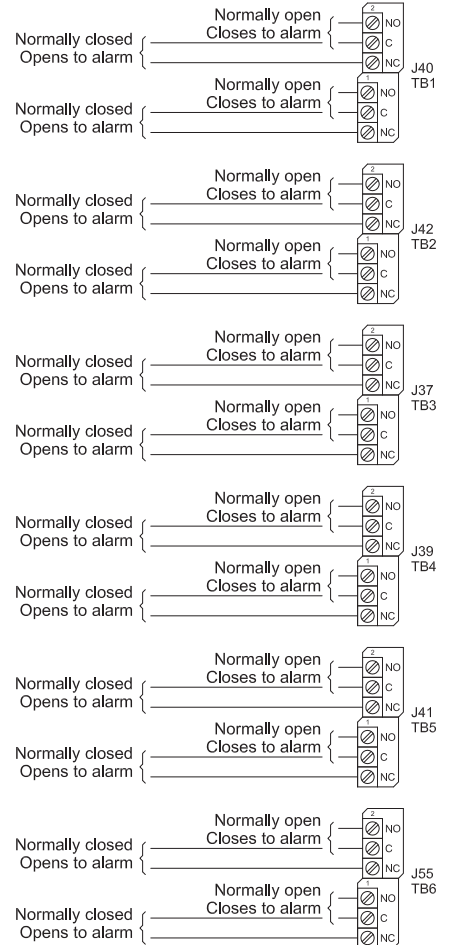 2
Normally open
Closes to alarm
NO
Normally closed
Opens to alarm
C
NC
J40
TB1
1
Normally open
Closes to alarm
NO
Normally closed
Opens to alarm
C
NC
2
Normally open
Closes to alarm
NO
Normally closed
Opens to alarm
C
NC
J42
TB2
1
Normally open
Closes to alarm
NO
Normally closed
Opens to alarm
C
NC
2
Normally open
Closes to alarm
NO
Normally closed
Opens to alarm
C
NC
J37
TB3
1
Normally open
Closes to alarm
NO
Normally closed
Opens to alarm
C
NC
2
Normally open
Closes to alarm
NO
Normally closed
Opens to alarm
C
NC
J39
TB4
1
Normally open
Closes to alarm
NO
Normally closed
Opens to alarm
C
NC
2
Normally open
Closes to alarm
NO
Normally closed
Opens to alarm
C
NC
J41
TB5
1
Normally open
Closes to alarm
NO
Normally closed
Opens to alarm
C
NC
2
Normally open
Closes to alarm
NO
Normally closed
Opens to alarm
C
NC
J55
TB6
1
Normally open
Closes to alarm
NO
Normally closed
Opens to alarm
C
NC